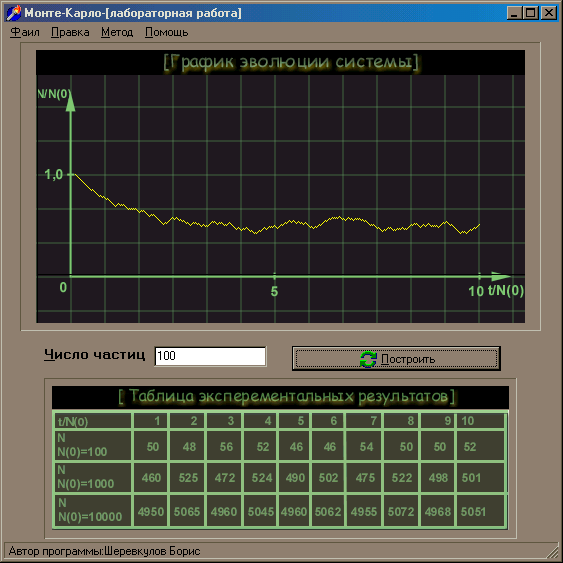 Монте-Карло-[лабораторная работа]
Фаил Правка Метод Помощь
[График эволюции системы]
N/N(0)
1,0
0 5 10 t/N(0)
Число частиц 100 Построить
[ Таблица эксперементальных результатов]
t/N(0) 1 2 3 4 5 6 7 8 9 10
N
N(0)=100 50 48 56 52 46 46 54 50 50 52
N
N(0)=1000 460 525 472 524 490 502 475 522 498 501
N
N(0)=10000 4950 5065 4960 5045 4960 5062 4955 5072 4968 5051
Автор программы:Шеревкулов Борис